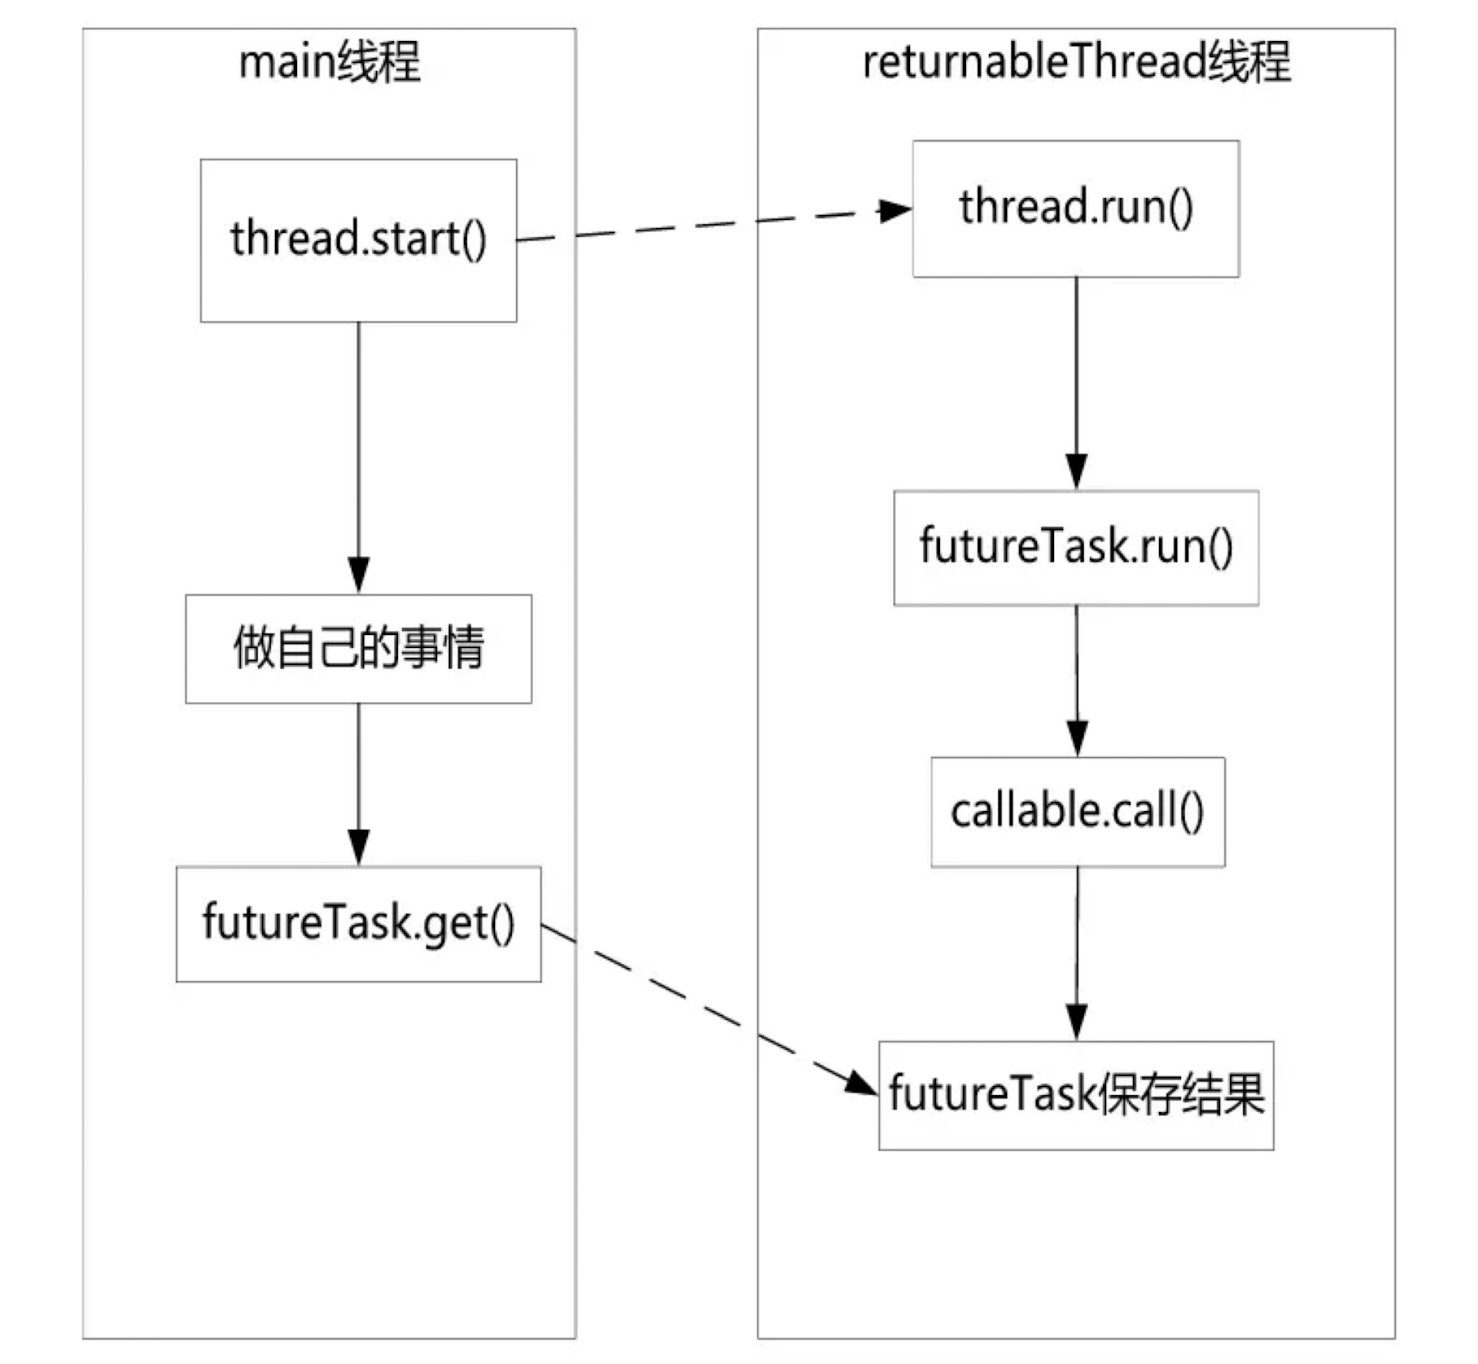 main线程
thread.start()
做自己的事情
futureTask.get()
returnableThread线程
thread.run()
futureTask.run()
callable.call()
futureTask保存结果